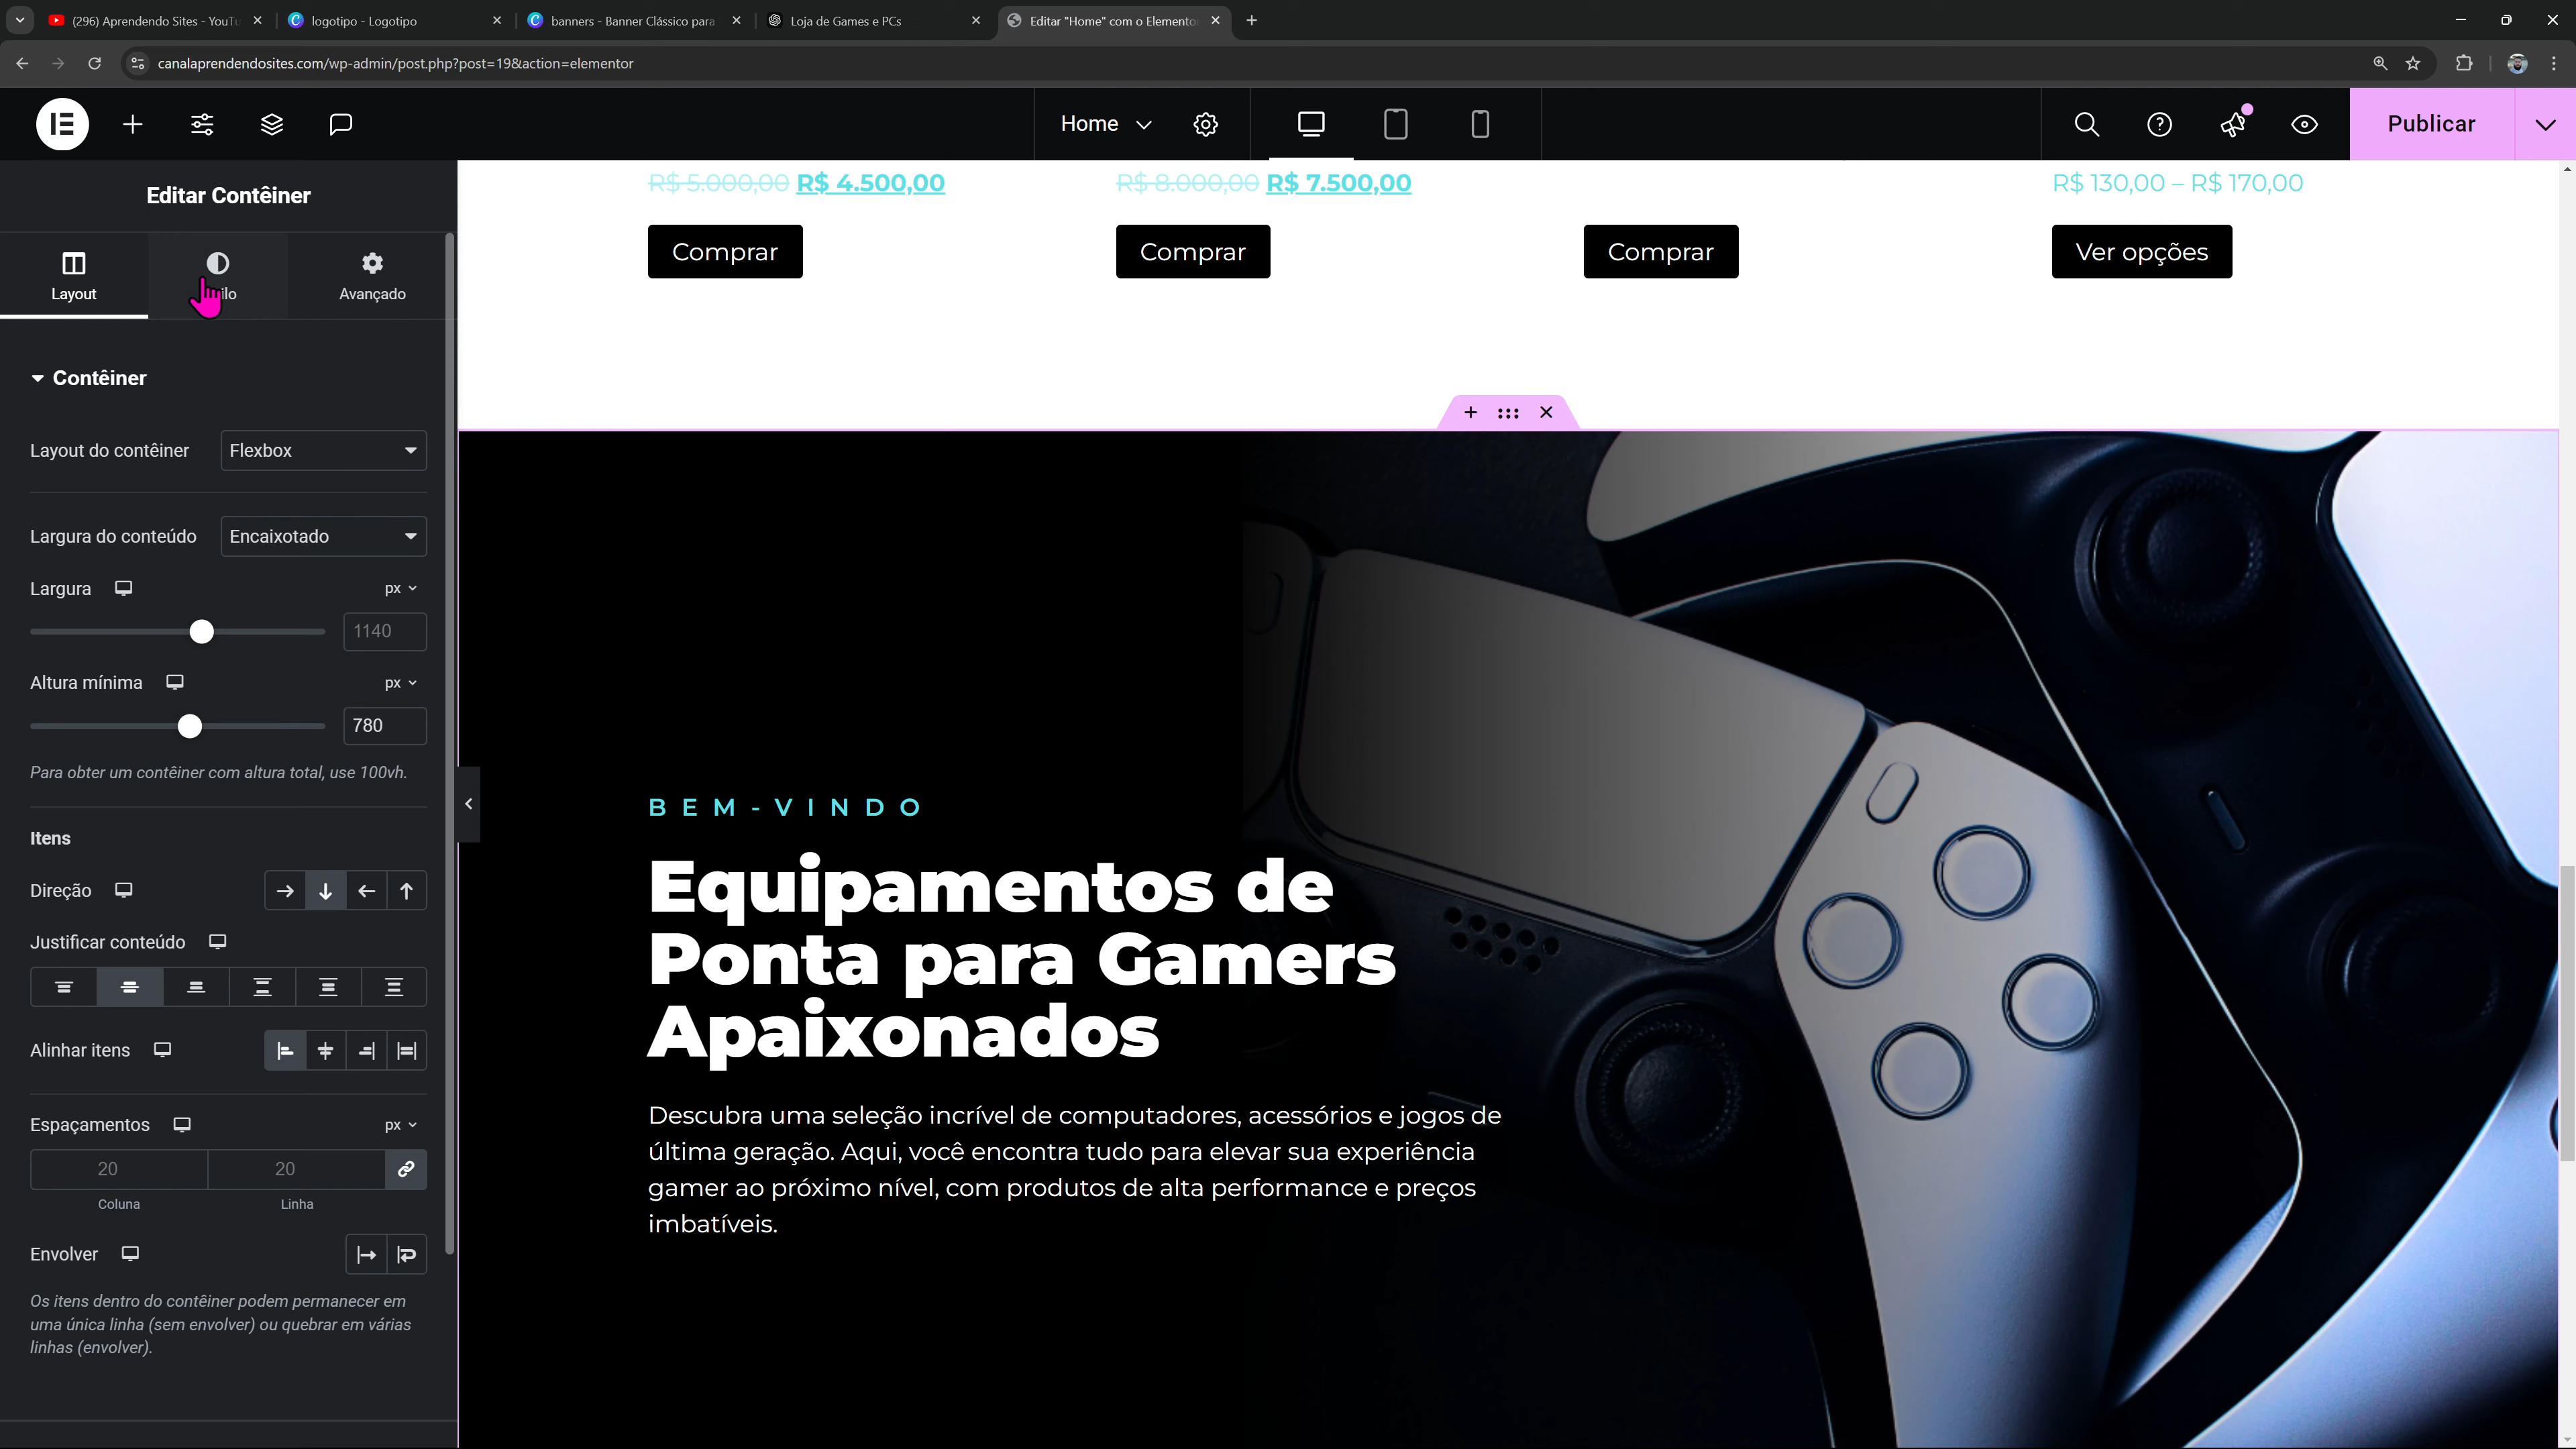 (296) Aprendendo Sites - YouTu
logotipo - Logotipo
banners - Banner Clássico para
Loja de Games e PCs
Editar "Home" com o Elemento
canalaprendendosites.com/wp-admin/post.php?post=19&action=elementor
Home
Publicar
Editar Contêiner
Layout
Avançado
Contêiner
Layout do contêiner
Flexbox
Largura do conteúdo
Encaixotado
Largura
px
1140
Altura mínima
px
780
Para obter um contêiner com altura total, use 100vh.
Itens
Direção
Justificar conteúdo
Alinhar itens
Espaçamentos
px
20
20
Coluna
Linha
Envolver
Os itens dentro do contêiner podem permanecer em
uma única linha (sem envolver) ou quebrar em várias
linhas (envolver).
R$ 5.000,00 R$ 4.500,00
R$ 8.000,00 R$ 7.500,00
R$ 130,00 – R$ 170,00
Comprar
Comprar
Comprar
Ver opções
BEM-VINDO
Equipamentos de
Ponta para Gamers
Apaixonados
Descubra uma seleção incrível de computadores, acessórios e jogos de
última geração. Aqui, você encontra tudo para elevar sua experiência
gamer ao próximo nível, com produtos de alta performance e preços
imbatíveis.